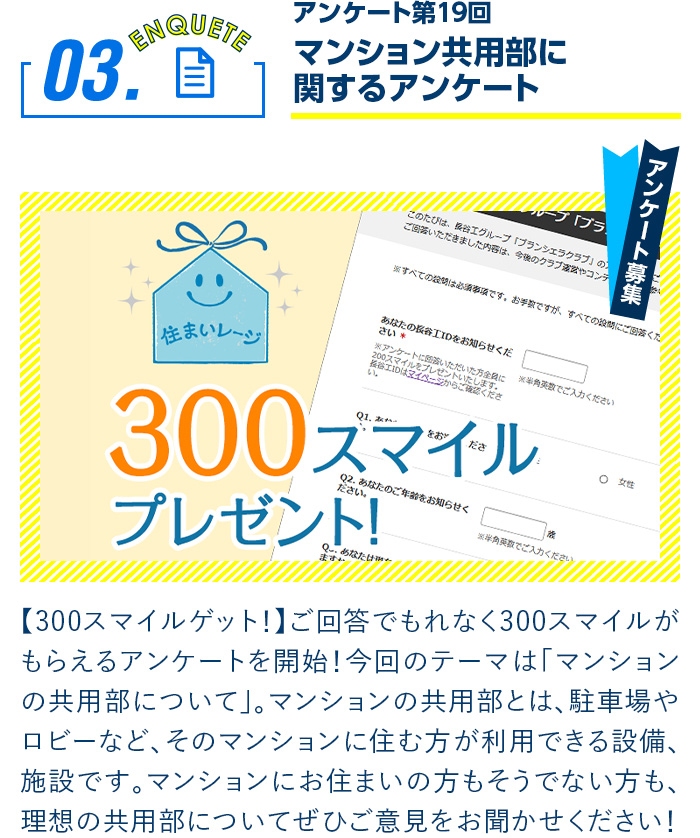 03.
ENQUETE
アンケート第19回
マンション共用部に
関するアンケート
アンケート募集
住まいレージ
300スマイル
プレゼント!
このたびは、長谷工グループ「ブランシエラクラブ」の
ご回答いただきました内容は、今後のクラブ運営やコンテ
※すべての設問は必須事項です。お手数ですが、すべての設問にご回答くだ
あなたの長谷工IDをお知らせくだ
さい *
※アンケートに回答いただいた方全員に
200スマイルをプレゼントいたします。
長谷工IDはマイページからご確認くださ
い。
※半角英数でご入力ください
女性
Q2. あなたのご年齢をお知らせく
ださい。
歳
※半角英数でご入力ください
【300スマイルゲット!】ご回答でもれなく300スマイルが
もらえるアンケートを開始!今回のテーマは「マンション
の共用部について」。マンションの共用部とは、駐車場や
ロビーなど、そのマンションに住む方が利用できる設備、
施設です。マンションにお住まいの方もそうでない方も、
理想の共用部についてぜひご意見をお聞かせください!